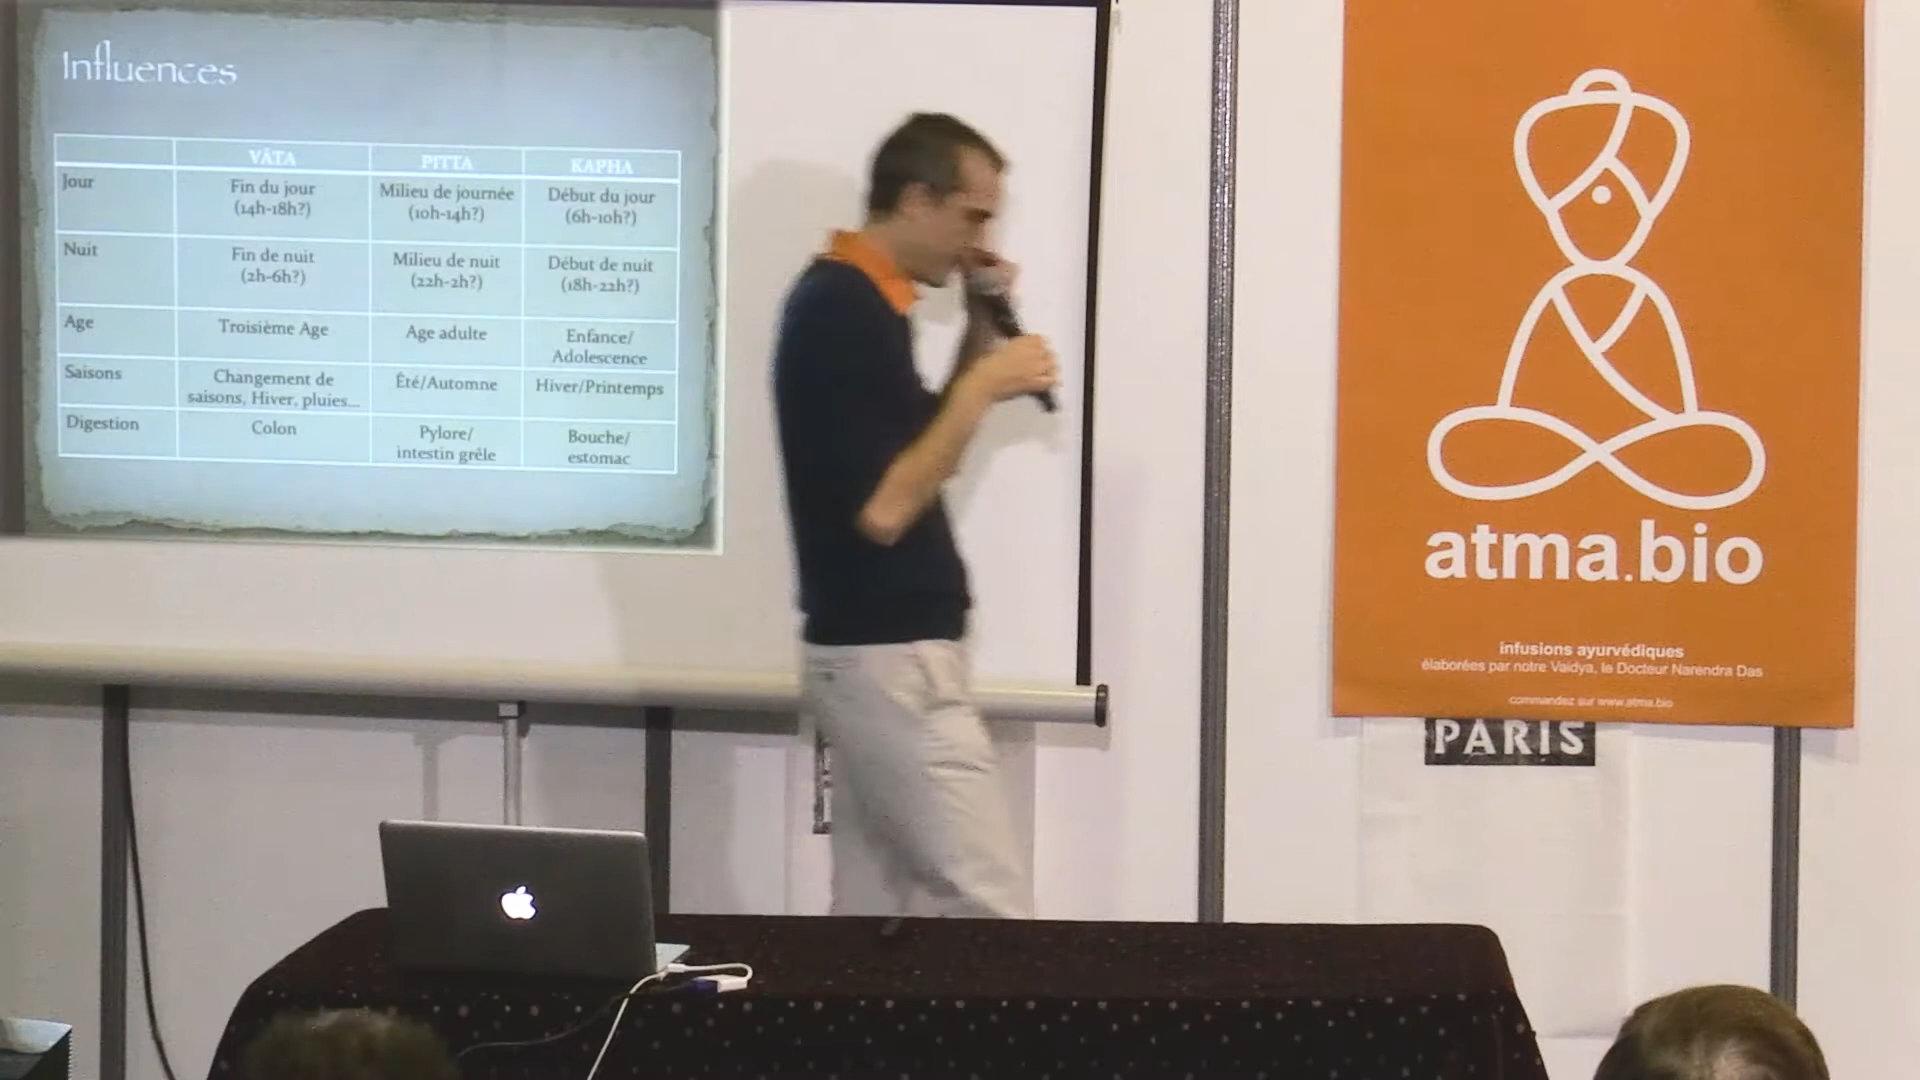 Influences
VÂTA PITTA KAPHA
Jour Fin du jour (14h-18h?) Milieu de journée (10h-14h?) Début du jour (6h-10h?)
Nuit Fin de nuit (2h-6h?) Milieu de nuit (22h-2h?) Début de nuit (18h-22h?)
Age Troisième Age Age adulte Enfance/ Adolescence
Saisons Changement de saisons, Hiver, pluies... Été/Automne Hiver/Printemps
Digestion Colon Pylore/ intestin grêle Bouche/ estomac
atma.bio
infusions ayurvédiques
élaborées par notre Vaidya, le Docteur Narendra Das
commandez sur www.atma.bio
PARIS